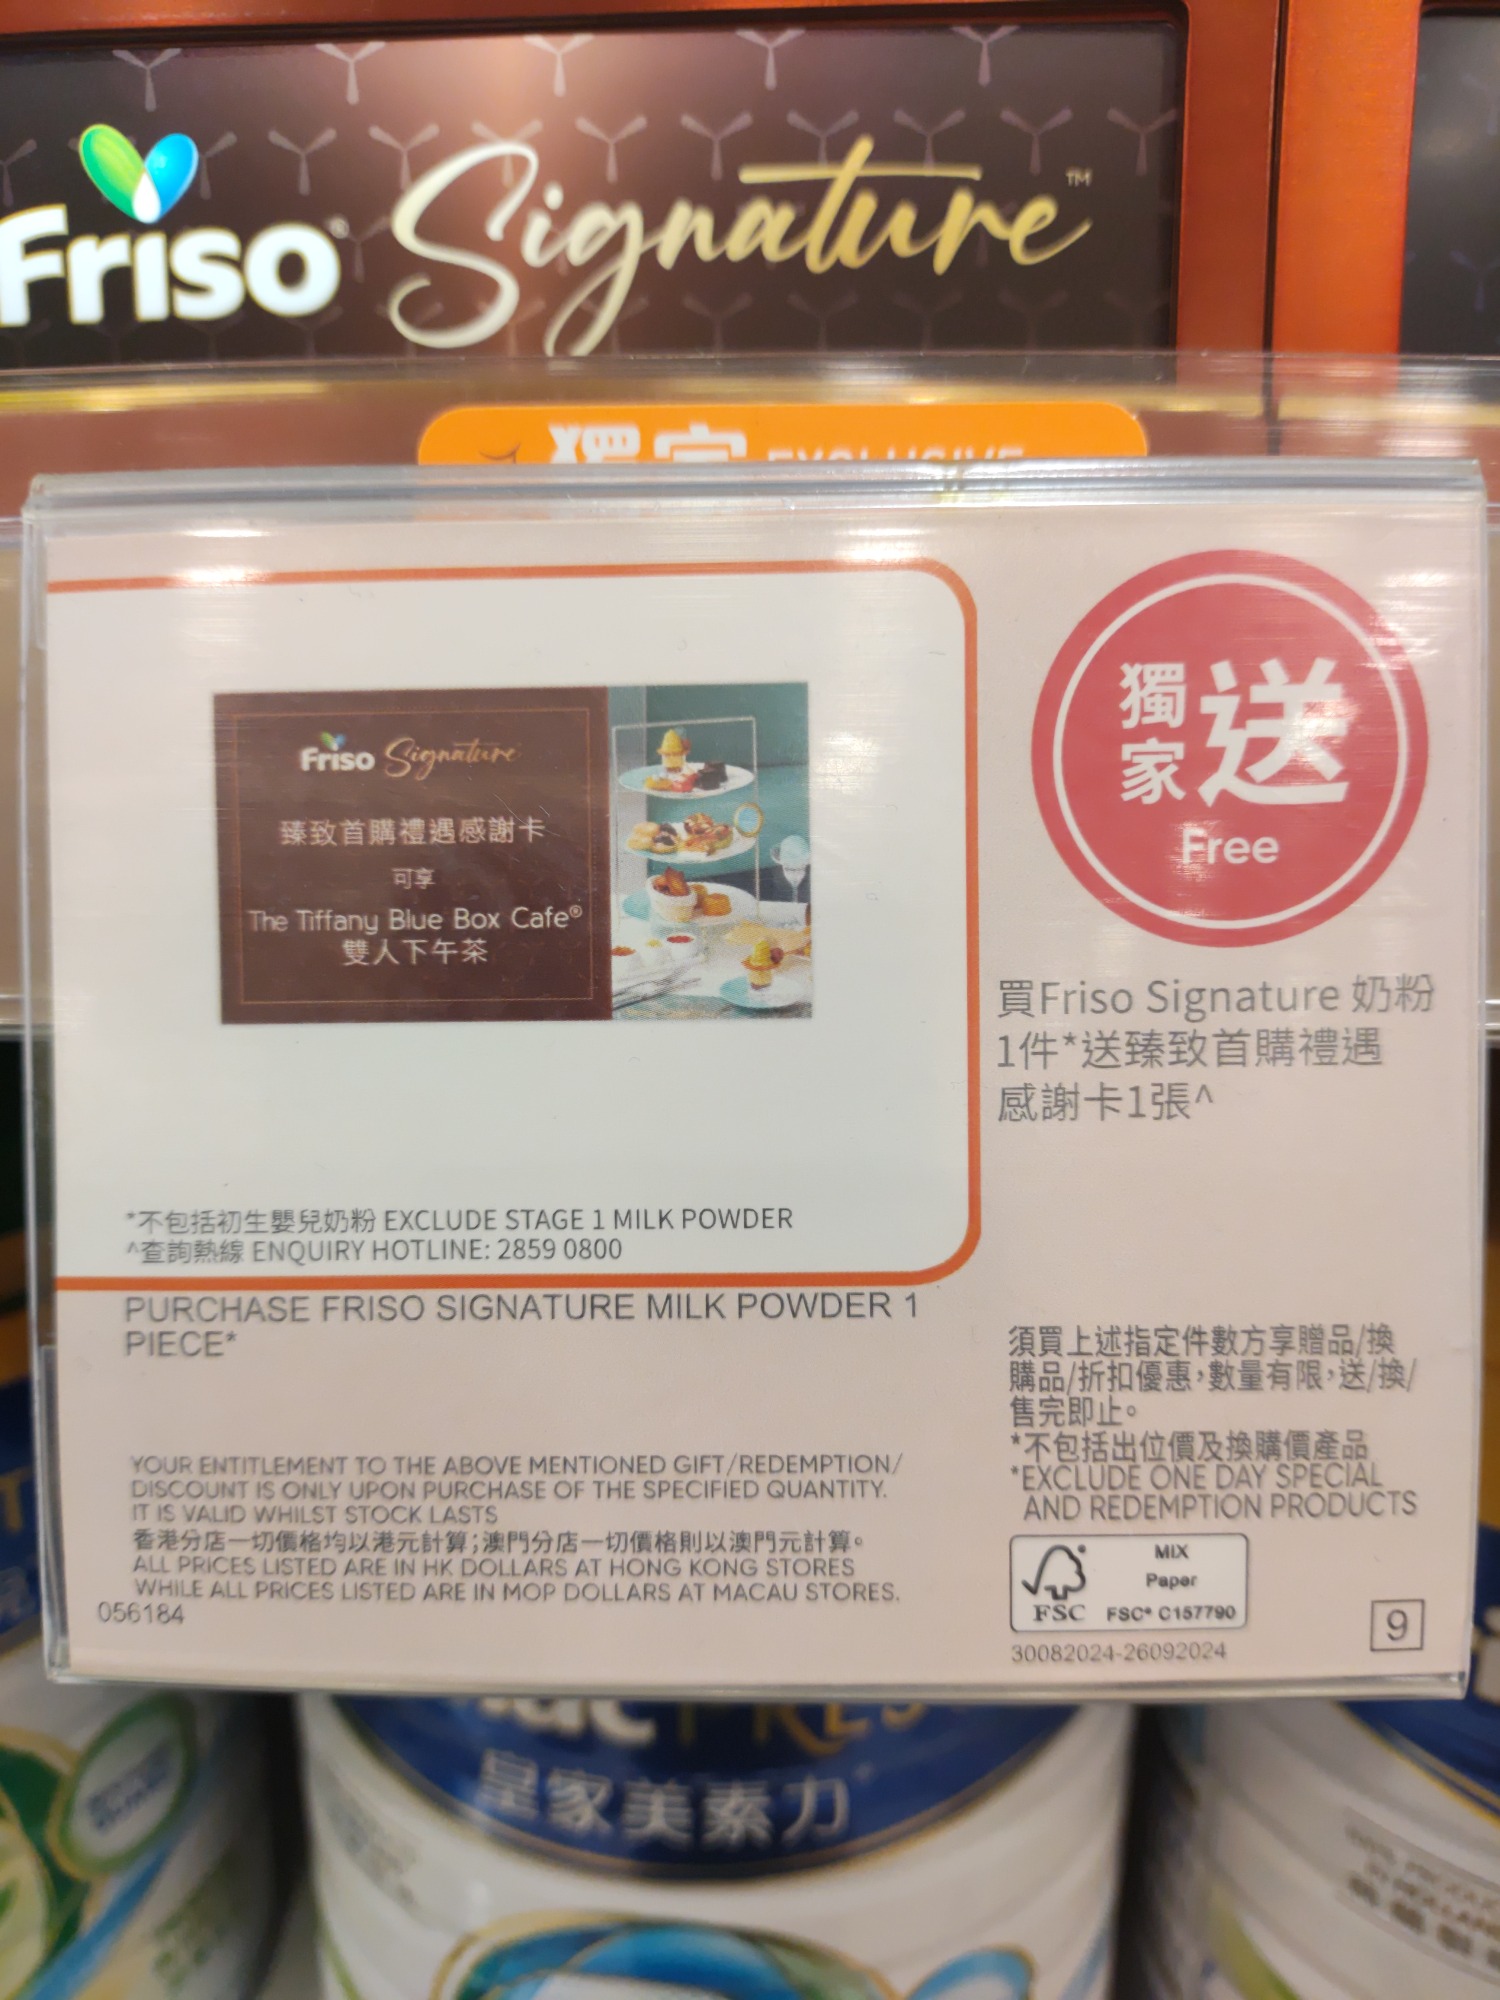 Friso Signature™
獨家 EXCLUSIVE
Friso Signature
臻致首購禮遇感謝卡
可享
The Tiffany Blue Box Cafe®
雙人下午茶
獨家送
Free
買Friso Signature 奶粉
1件*送臻致首購禮遇
感謝卡1張^
*不包括初生嬰兒奶粉 EXCLUDE STAGE 1 MILK POWDER
^查詢熱線 ENQUIRY HOTLINE: 2859 0800
PURCHASE FRISO SIGNATURE MILK POWDER 1
PIECE*
須買上述指定件數方享贈品/換
購品/折扣優惠，數量有限，送/換/
售完即止。
*不包括出位價及換購價產品
*EXCLUDE ONE DAY SPECIAL
AND REDEMPTION PRODUCTS
YOUR ENTITLEMENT TO THE ABOVE MENTIONED GIFT/REDEMPTION/
DISCOUNT IS ONLY UPON PURCHASE OF THE SPECIFIED QUANTITY.
IT IS VALID WHILST STOCK LASTS
香港分店一切價格均以港元計算；澳門分店一切價格則以澳門元計算。
ALL PRICES LISTED ARE IN HK DOLLARS AT HONG KONG STORES
WHILE ALL PRICES LISTED ARE IN MOP DOLLARS AT MACAU STORES.
056184
FSC
MIX
Paper
FSC® C157790
30082024-26092024
9
皇家美素力